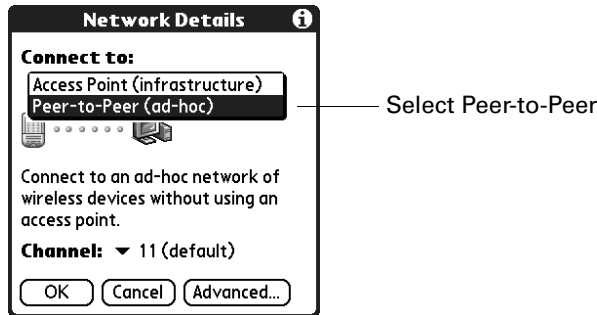 Network Details
Connect to:
Access Point (infrastructure)
Peer-to-Peer (ad-hoc)
Select Peer-to-Peer
Connect to an ad-hoc network of
wireless devices without using an
access point.
Channel: 11 (default)
OK Cancel Advanced...